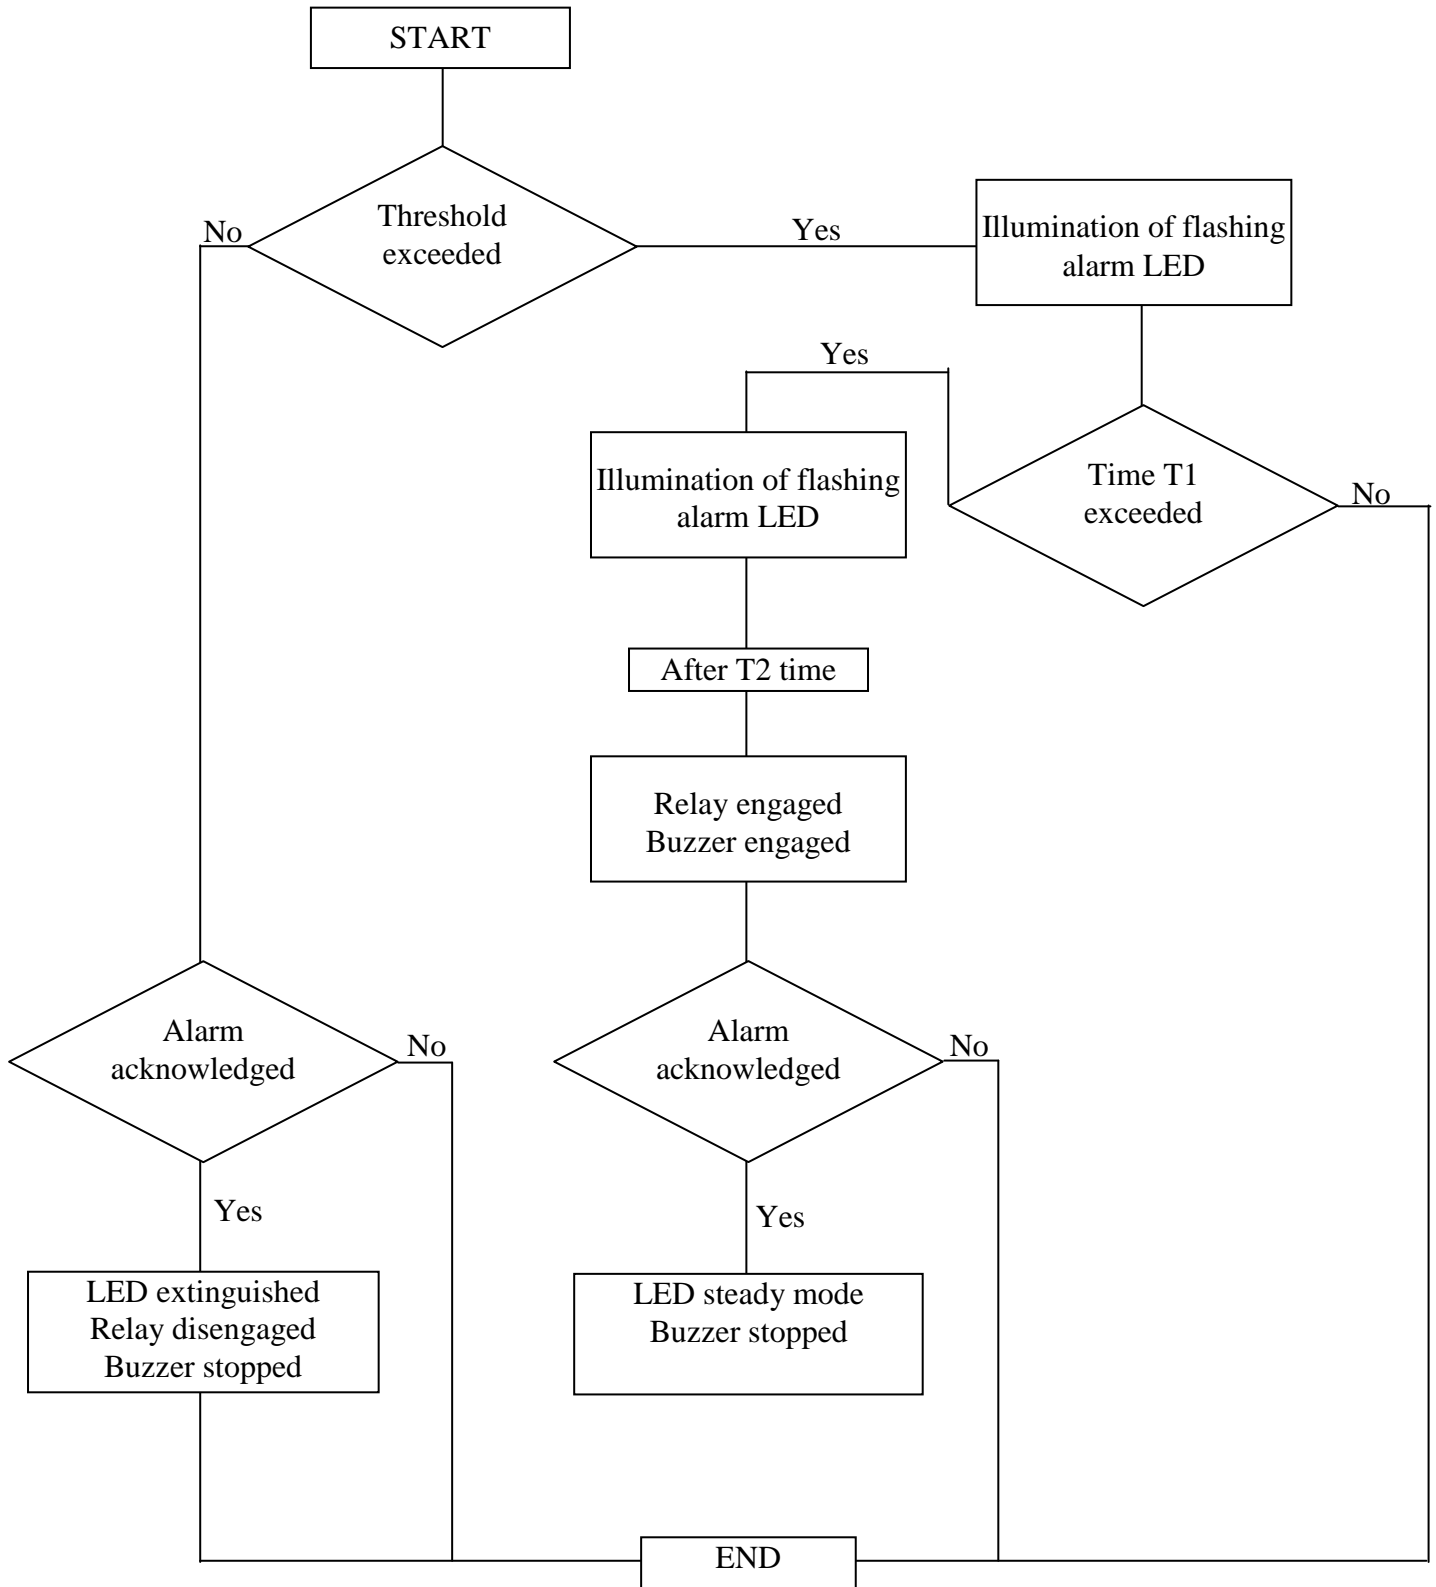 START
Threshold
exceeded
No
Yes
Illumination of flashing
alarm LED
Yes
Illumination of flashing
alarm LED
Time T1
exceeded
No
After T2 time
Relay engaged
Buzzer engaged
Alarm
acknowledged
No
Alarm
acknowledged
No
Yes
Yes
LED extinguished
Relay disengaged
Buzzer stopped
LED steady mode
Buzzer stopped
END